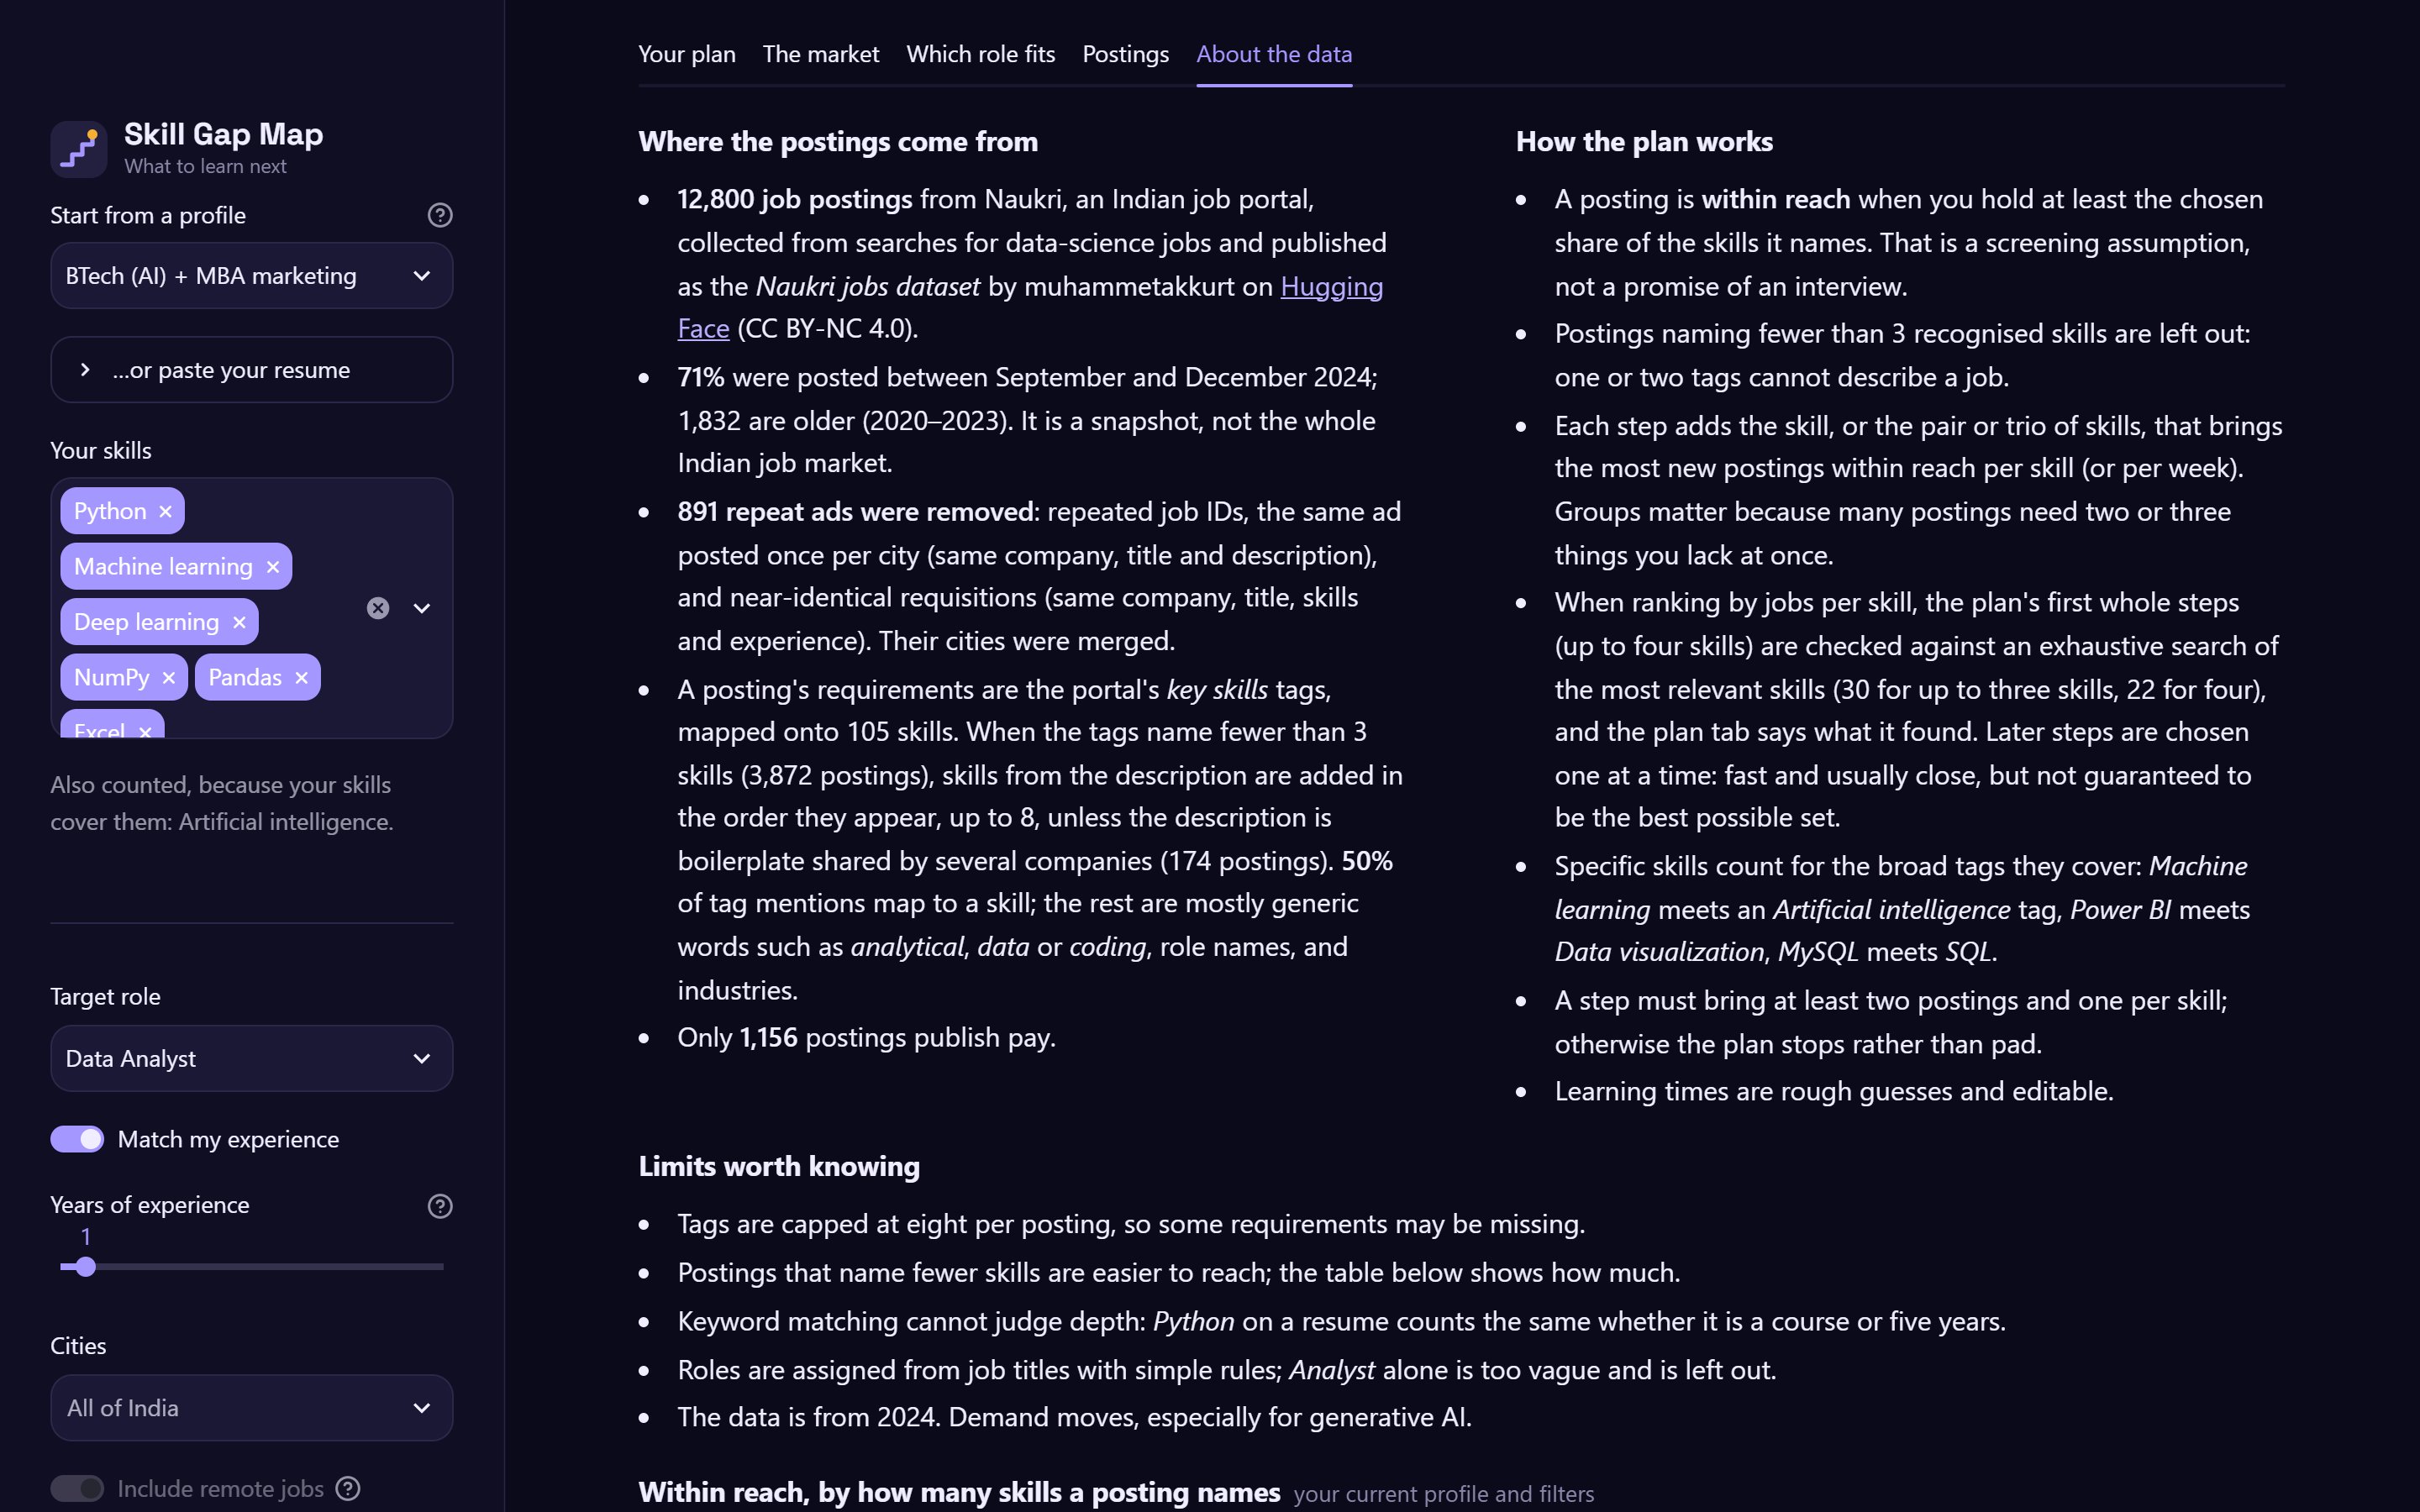 Skill Gap Map
What to learn next
Start from a profile
BTech (AI) + MBA marketing
...or paste your resume
Your skills
Python
Machine learning
Deep learning
NumPy
Pandas
Excel
Also counted, because your skills
cover them: Artificial intelligence.
Target role
Data Analyst
Match my experience
Years of experience
1
Cities
All of India
Include remote jobs
Your plan
The market
Which role fits
Postings
About the data
Where the postings come from
12,800 job postings from Naukri, an Indian job portal,
collected from searches for data-science jobs and published
as the Naukri jobs dataset by muhammetakkurt on Hugging
Face (CC BY-NC 4.0).
71% were posted between September and December 2024;
1,832 are older (2020–2023). It is a snapshot, not the whole
Indian job market.
891 repeat ads were removed: repeated job IDs, the same ad
posted once per city (same company, title and description),
and near-identical requisitions (same company, title, skills
and experience). Their cities were merged.
A posting's requirements are the portal's key skills tags,
mapped onto 105 skills. When the tags name fewer than 3
skills (3,872 postings), skills from the description are added in
the order they appear, up to 8, unless the description is
boilerplate shared by several companies (174 postings). 50%
of tag mentions map to a skill; the rest are mostly generic
words such as analytical, data or coding, role names, and
industries.
Only 1,156 postings publish pay.
How the plan works
A posting is within reach when you hold at least the chosen
share of the skills it names. That is a screening assumption,
not a promise of an interview.
Postings naming fewer than 3 recognised skills are left out:
one or two tags cannot describe a job.
Each step adds the skill, or the pair or trio of skills, that brings
the most new postings within reach per skill (or per week).
Groups matter because many postings need two or three
things you lack at once.
When ranking by jobs per skill, the plan's first whole steps
(up to four skills) are checked against an exhaustive search of
the most relevant skills (30 for up to three skills, 22 for four),
and the plan tab says what it found. Later steps are chosen
one at a time: fast and usually close, but not guaranteed to
be the best possible set.
Specific skills count for the broad tags they cover: Machine
learning meets an Artificial intelligence tag, Power BI meets
Data visualization, MySQL meets SQL.
A step must bring at least two postings and one per skill;
otherwise the plan stops rather than pad.
Learning times are rough guesses and editable.
Limits worth knowing
Tags are capped at eight per posting, so some requirements may be missing.
Postings that name fewer skills are easier to reach; the table below shows how much.
Keyword matching cannot judge depth: Python on a resume counts the same whether it is a course or five years.
Roles are assigned from job titles with simple rules; Analyst alone is too vague and is left out.
The data is from 2024. Demand moves, especially for generative AI.
Within reach, by how many skills a posting names your current profile and filters